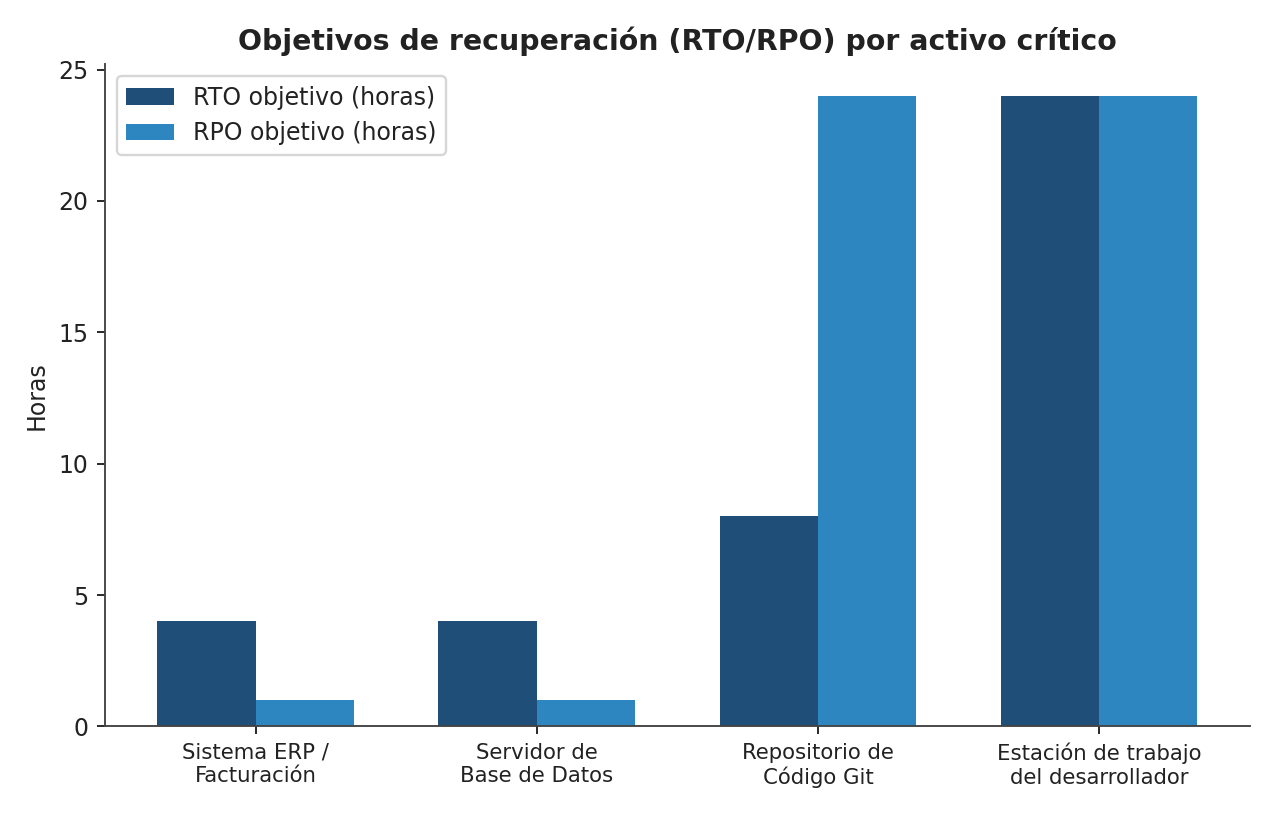 Objetivos de recuperación (RTO/RPO) por activo crítico
RTO objetivo (horas)
RPO objetivo (horas)
Horas
25
20
15
10
5
0
Sistema ERP /
Facturación
Servidor de
Base de Datos
Repositorio de
Código Git
Estación de trabajo
del desarrollador